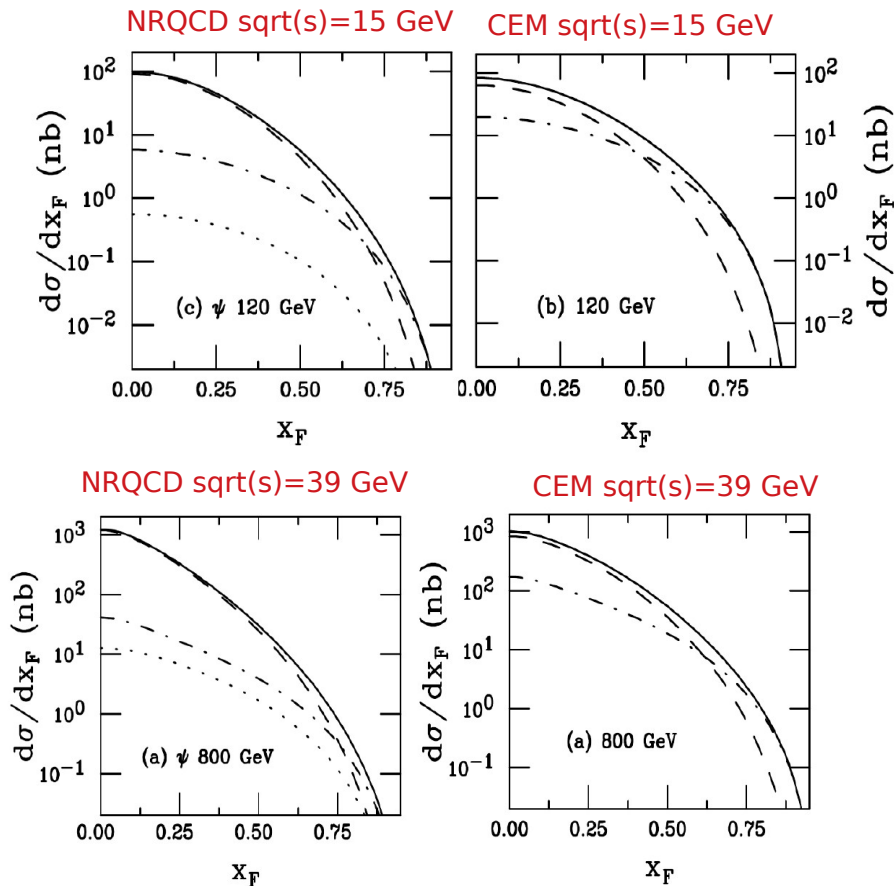 NRQCD sqrt(s)=15 GeV
CEM sqrt(s)=15 GeV
dσ/dx_F (nb)
10^2
10^1
10^0
10^-1
10^-2
(c) ψ 120 GeV
0.00 0.25 0.50 0.75
x_F
(b) 120 GeV
0.00 0.25 0.50 0.75
x_F
10^2
10^1
10^0
10^-1
10^-2
dσ/dx_F (nb)
NRQCD sqrt(s)=39 GeV
CEM sqrt(s)=39 GeV
dσ/dx_F (nb)
10^3
10^2
10^1
10^0
10^-1
(a) ψ 800 GeV
0.00 0.25 0.50 0.75
x_F
dσ/dx_F (nb)
10^3
10^2
10^1
10^0
10^-1
(a) 800 GeV
0.00 0.25 0.50 0.75
x_F